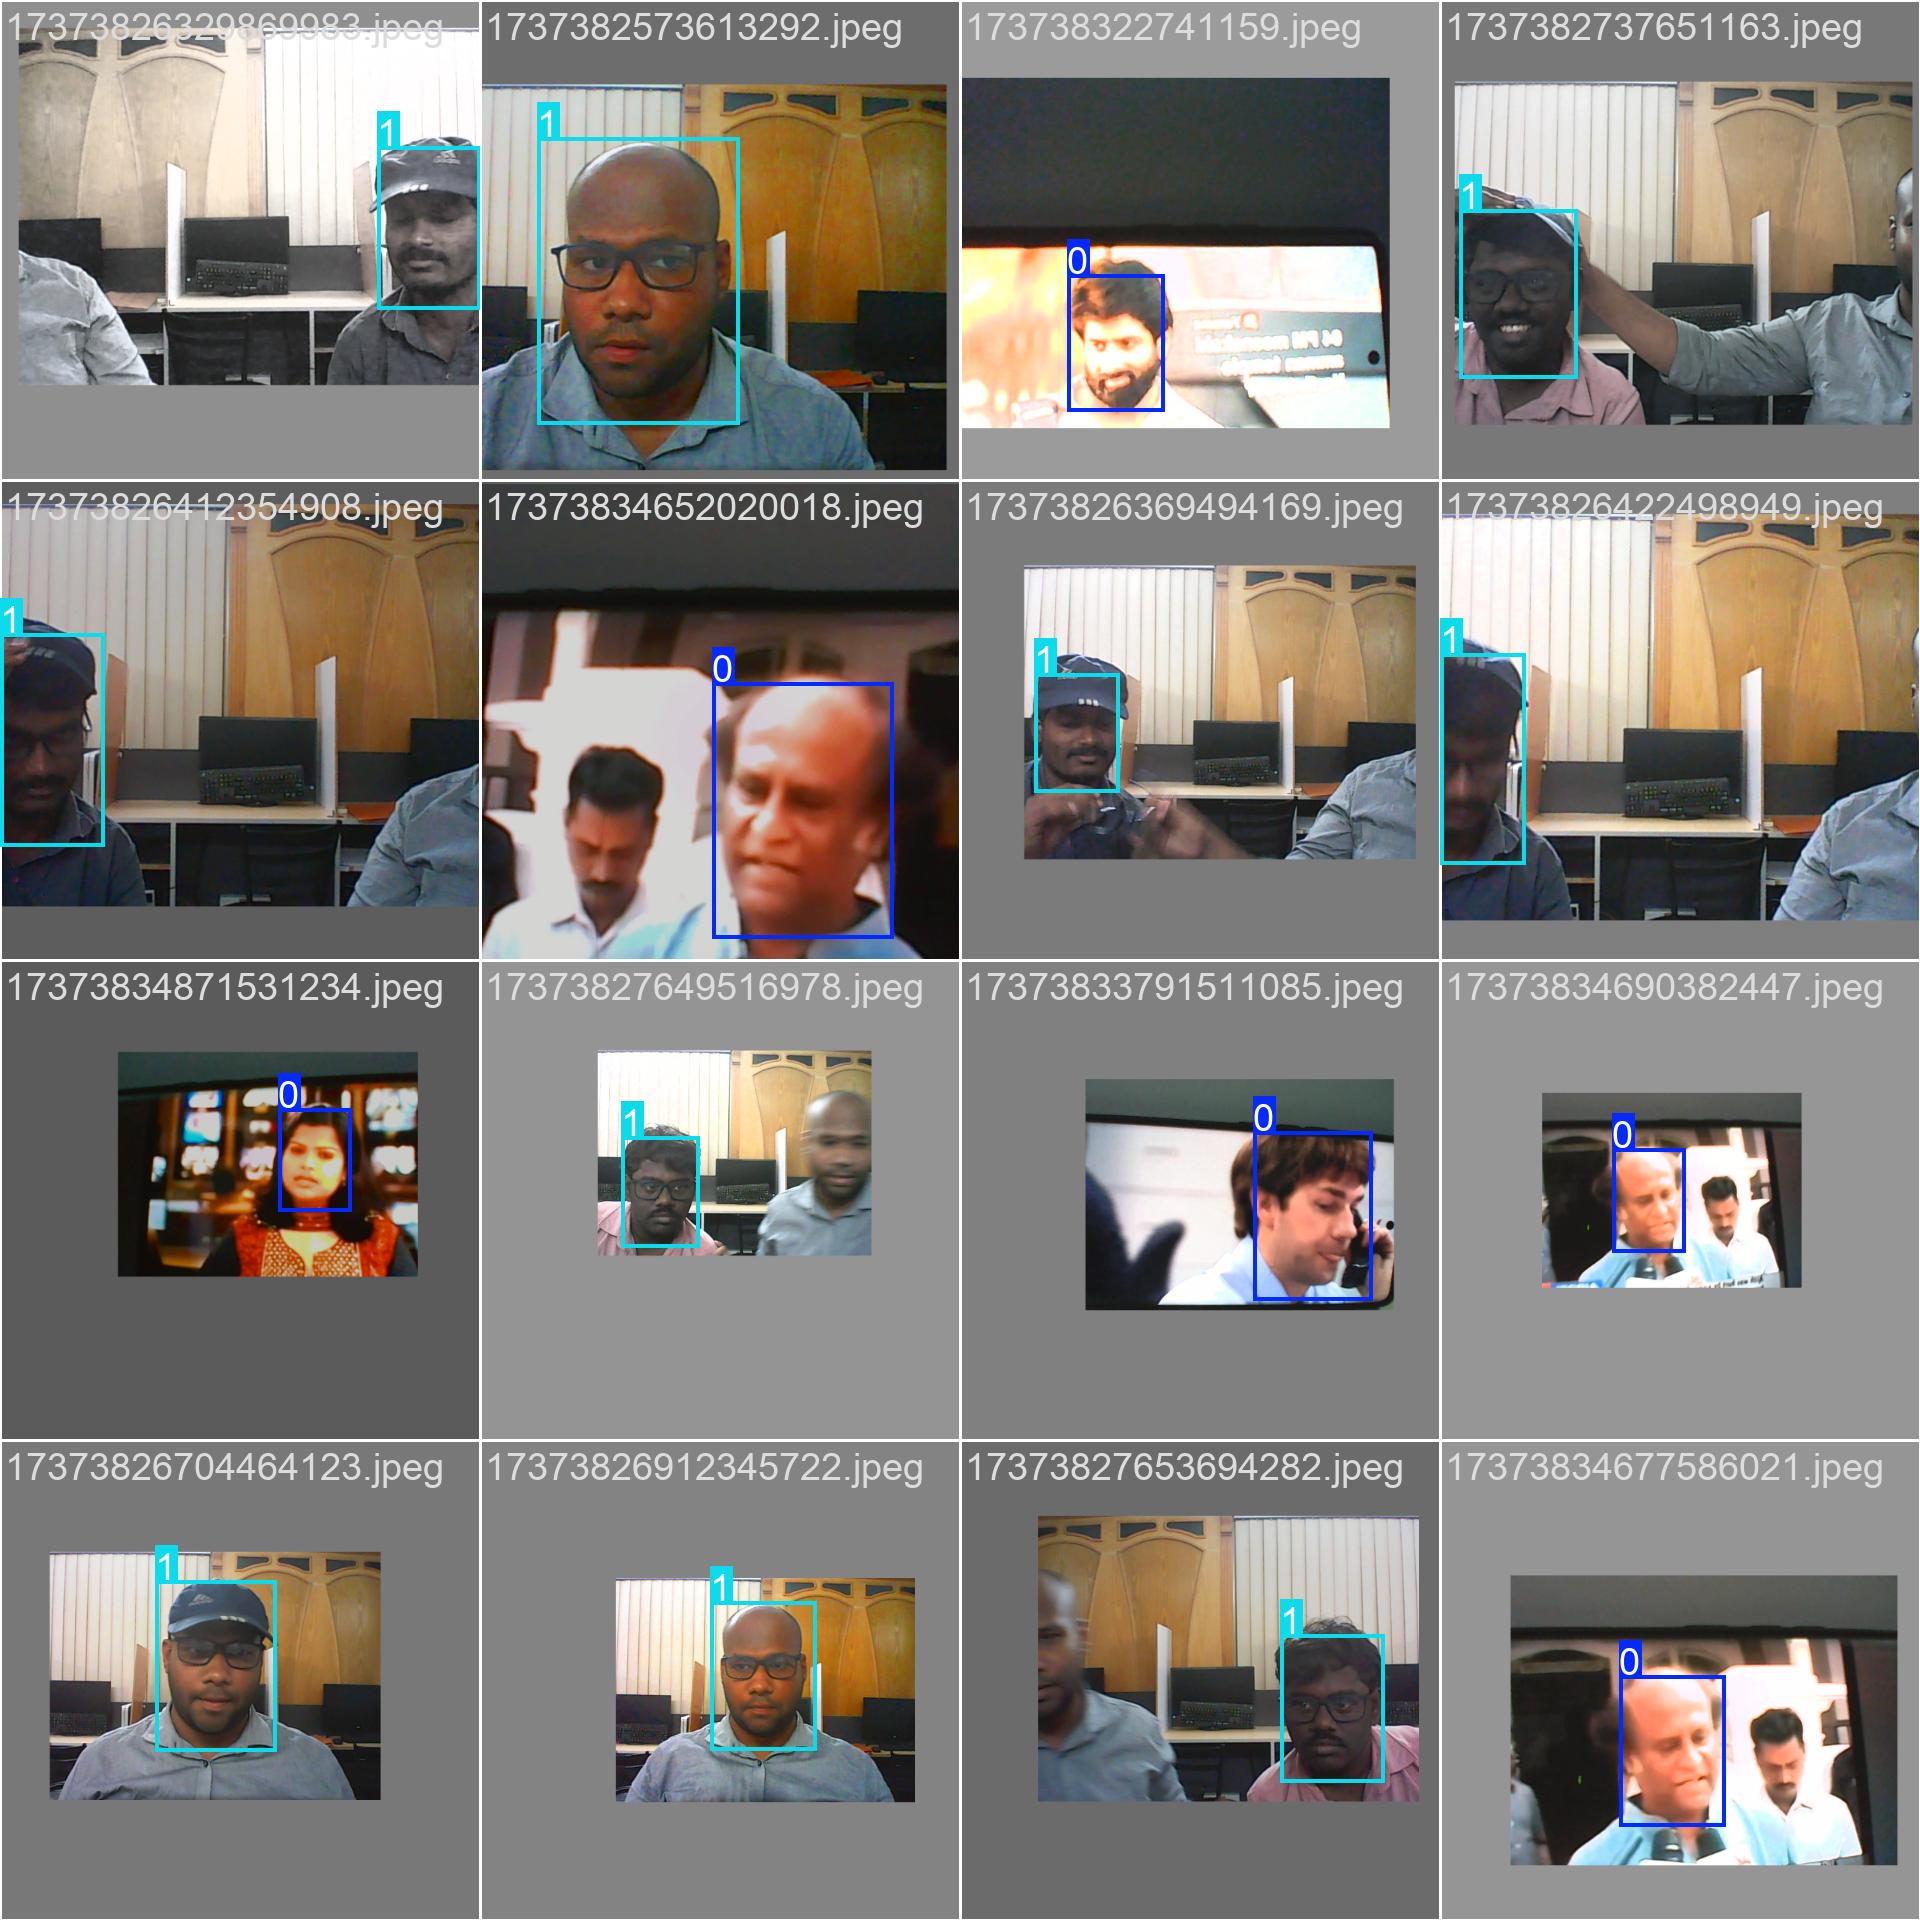 17373826329869983.jpeg
1737382573613292.jpeg
173738322741159.jpeg
1737382737651163.jpeg
1
1
0
1
17373826412354908.jpeg
17373834652020018.jpeg
17373826369494169.jpeg
17373826422498949.jpeg
1
0
1
1
17373834871531234.jpeg
17373827649516978.jpeg
17373833791511085.jpeg
17373834690382447.jpeg
0
1
0
0
17373826704464123.jpeg
17373826912345722.jpeg
17373827653694282.jpeg
17373834677586021.jpeg
1
1
1
0